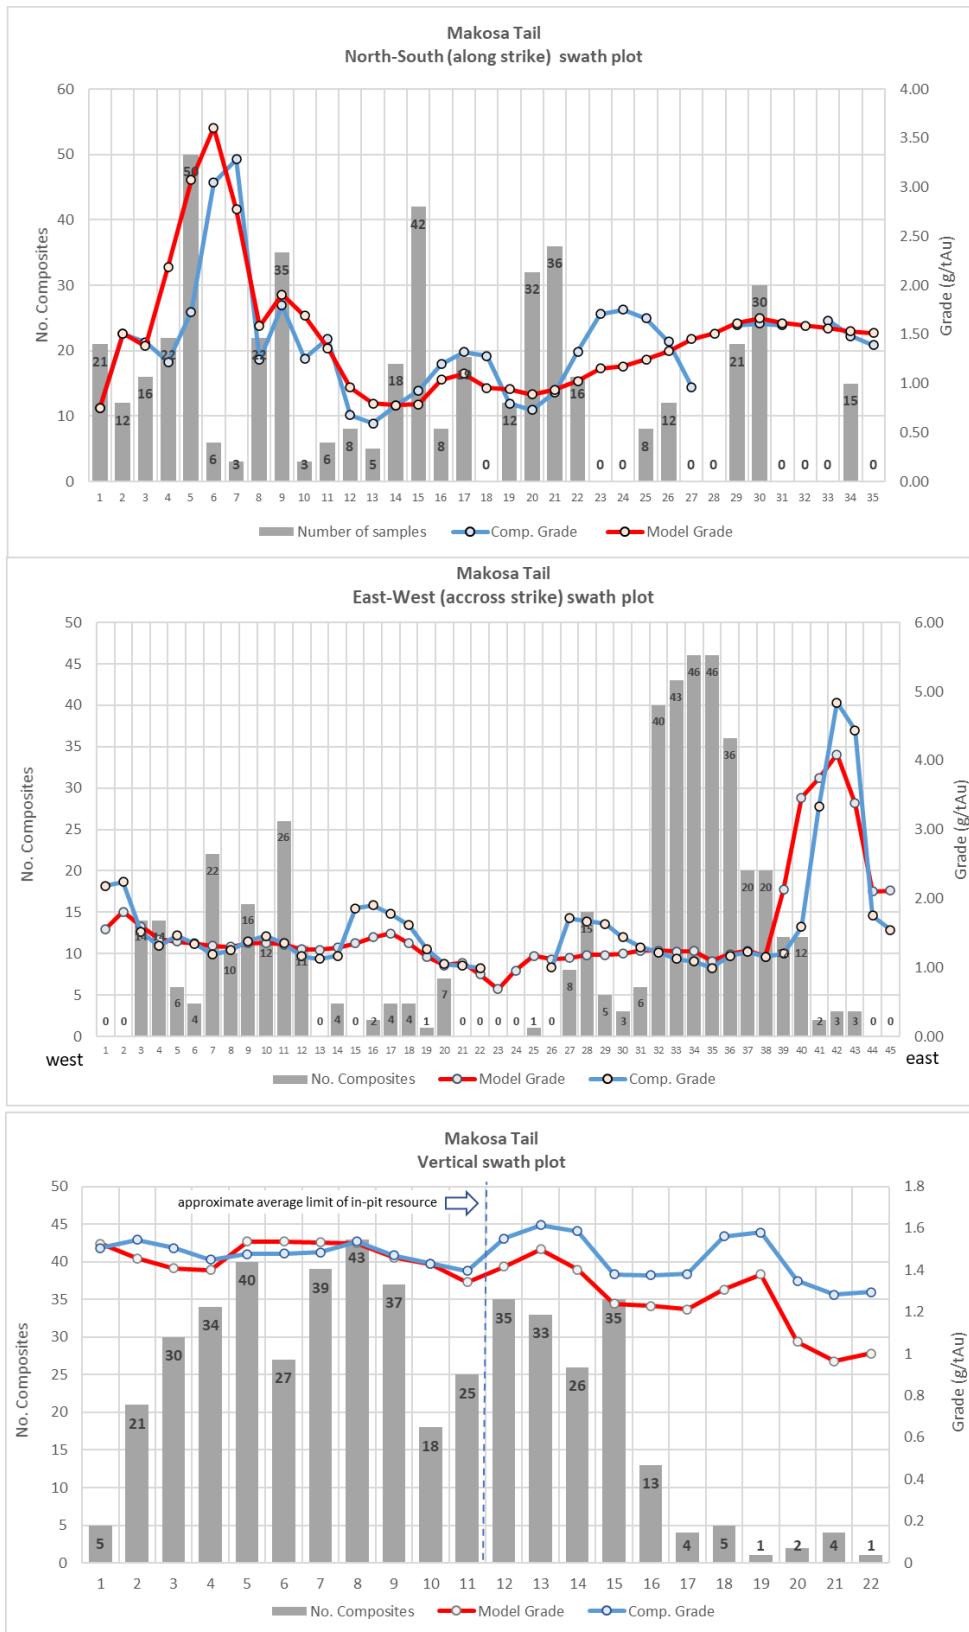 Makosa Tail
North-South (along strike) swath plot
60 4.00
50 3.50
40 3.00
30 2.50
20 2.00
10 1.50
0 1.00
0.50
0.00
No. Composites
Grade (g/tAu)
21 12 16 22 50 6 3 22 35 3 6 8 5 18 42 8 19 0 12 32 36 16 0 0 8 12 0 0 21 30 0 0 0 15 0
1 2 3 4 5 6 7 8 9 10 11 12 13 14 15 16 17 18 19 20 21 22 23 24 25 26 27 28 29 30 31 32 33 34 35
Number of samples Comp. Grade Model Grade
Makosa Tail
East-West (accross strike) swath plot
50 6.00
45 5.00
40 4.00
35 3.00
30 2.00
25 1.00
20 0.00
15
10
5
0
No. Composites
Grade (g/tAu)
0 0 14 14 6 4 22 10 16 12 26 11 0 4 0 2 4 4 1 7 0 0 0 0 1 0 8 15 5 3 6 40 43 46 46 36 20 20 12 2 3 3 0 0
1 2 3 4 5 6 7 8 9 10 11 12 13 14 15 16 17 18 19 20 21 22 23 24 25 26 27 28 29 30 31 32 33 34 35 36 37 38 39 40 41 42 43 44 45
west east
No. Composites Model Grade Comp. Grade
Makosa Tail
Vertical swath plot
approximate average limit of in-pit resource
50 1.8
45 1.6
40 1.4
35 1.2
30 1
25 0.8
20 0.6
15 0.4
10 0.2
5 0
0
No. Composites
Grade (g/tAu)
5 21 30 34 40 27 39 43 37 18 25 35 33 26 35 13 4 5 1 2 4 1
1 2 3 4 5 6 7 8 9 10 11 12 13 14 15 16 17 18 19 20 21 22
No. Composites Model Grade Comp. Grade